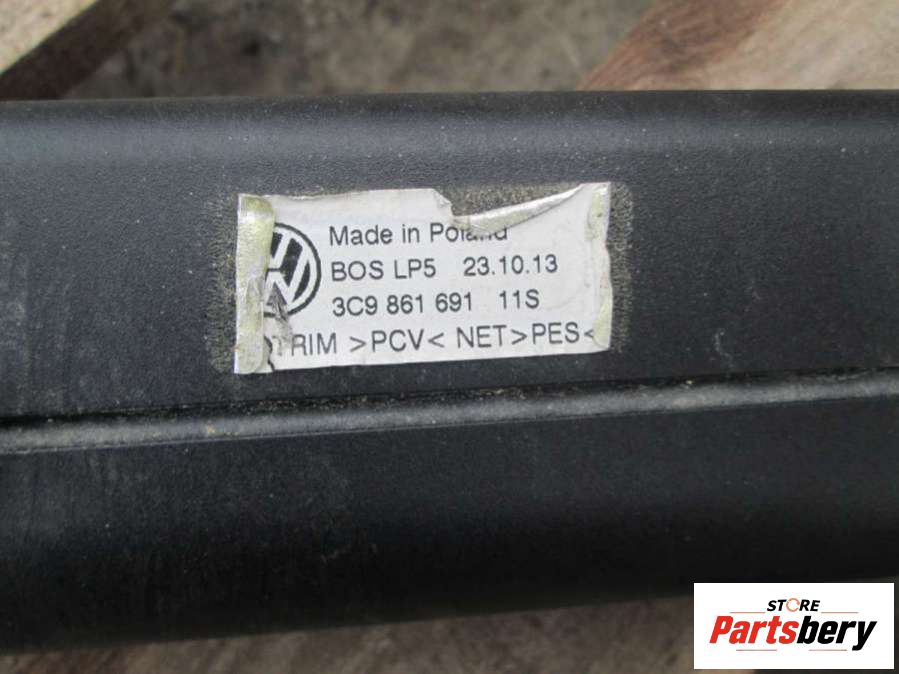 Made in Poland
BOS LP5 23.10.13
3C9 861 691 11S
TRIM >PCV< NET>PES<
STORE
Partsbery